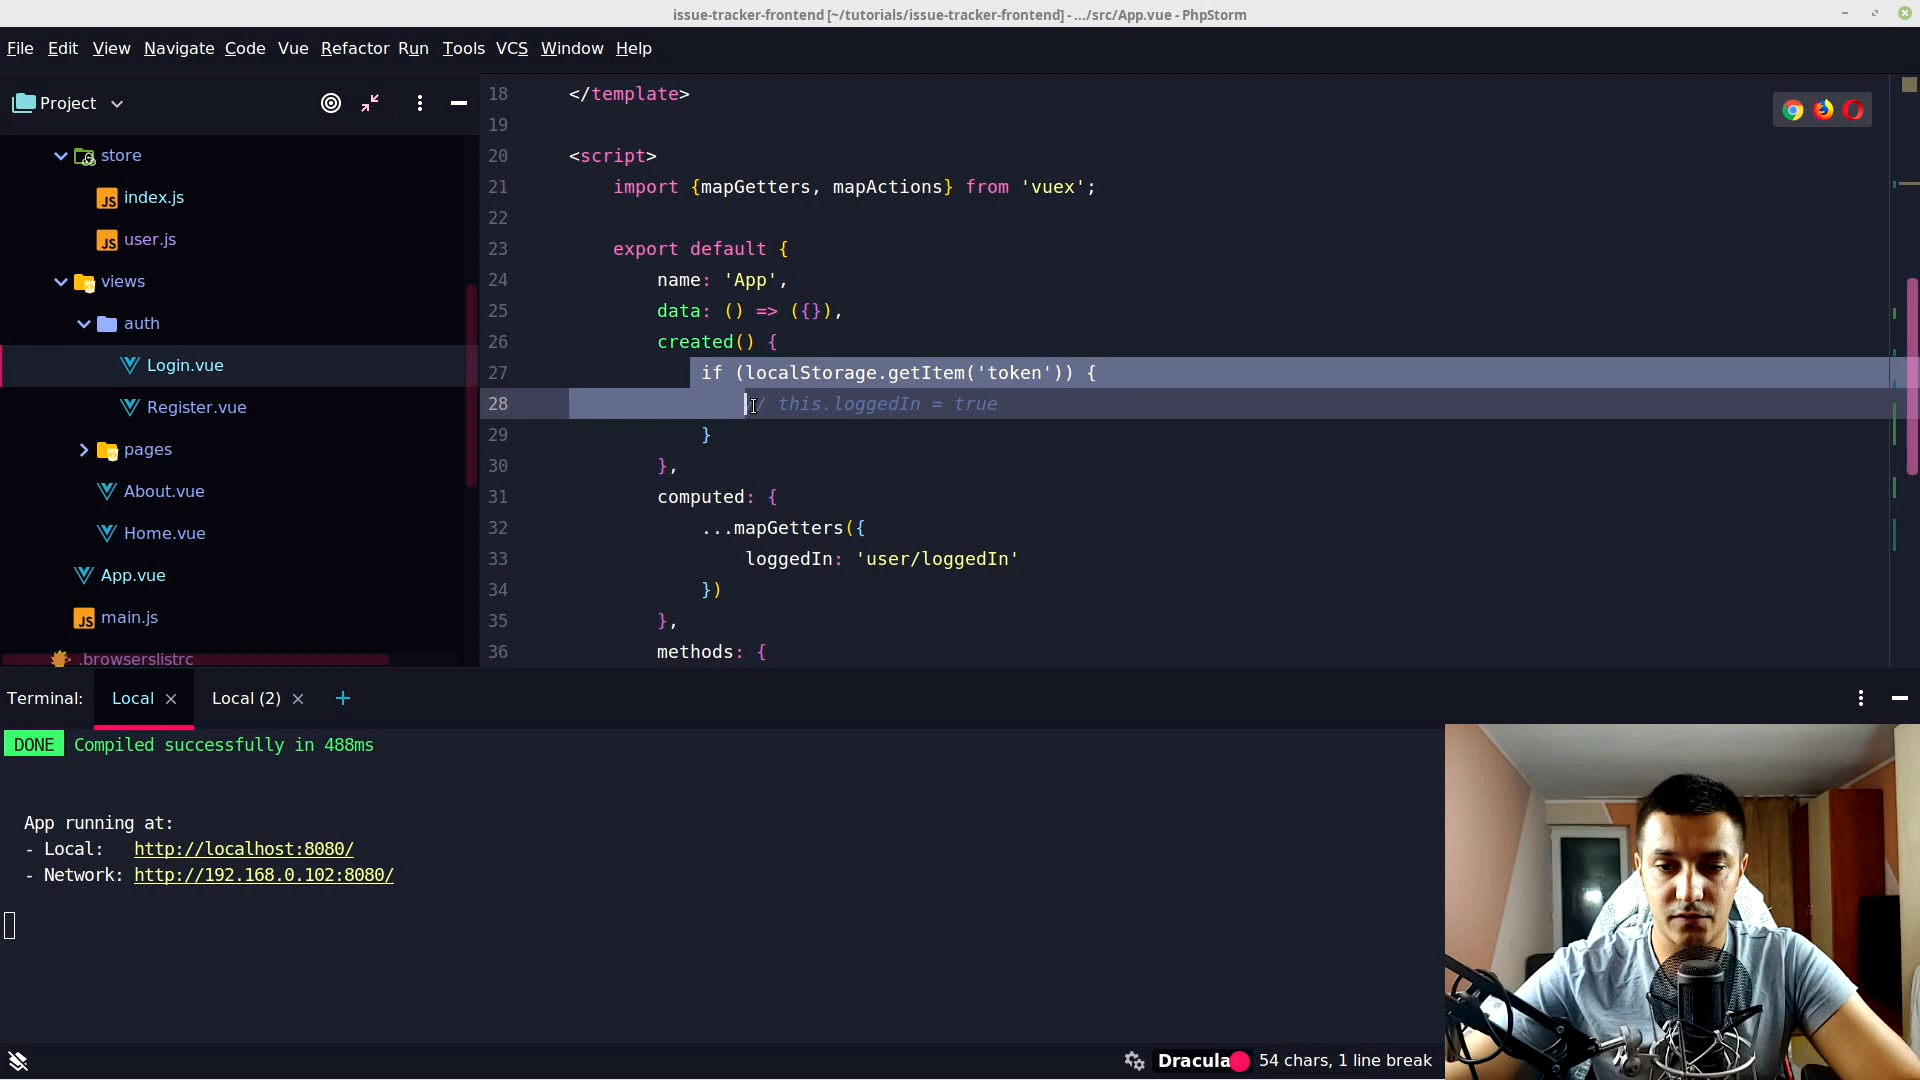 issue-tracker-frontend [~/tutorials/issue-tracker-frontend] - .../src/App.vue - PhpStorm
File Edit View Navigate Code Vue Refactor Run Tools VCS Window Help
Project
store
index.js
user.js
views
auth
Login.vue
Register.vue
pages
About.vue
Home.vue
App.vue
main.js
.browserslistrc
18 </template>
19
20 <script>
21 import {mapGetters, mapActions} from 'vuex';
22
23 export default {
24 name: 'App',
25 data: () => ({}),
26 created() {
27 if (localStorage.getItem('token')) {
28 // this.loggedIn = true
29 }
30 },
31 computed: {
32 ...mapGetters({
33 loggedIn: 'user/loggedIn'
34 })
35 },
36 methods: {
Terminal: Local Local (2)
DONE Compiled successfully in 488ms
App running at:
- Local: http://localhost:8080/
- Network: http://192.168.0.102:8080/
Dracula 54 chars, 1 line break